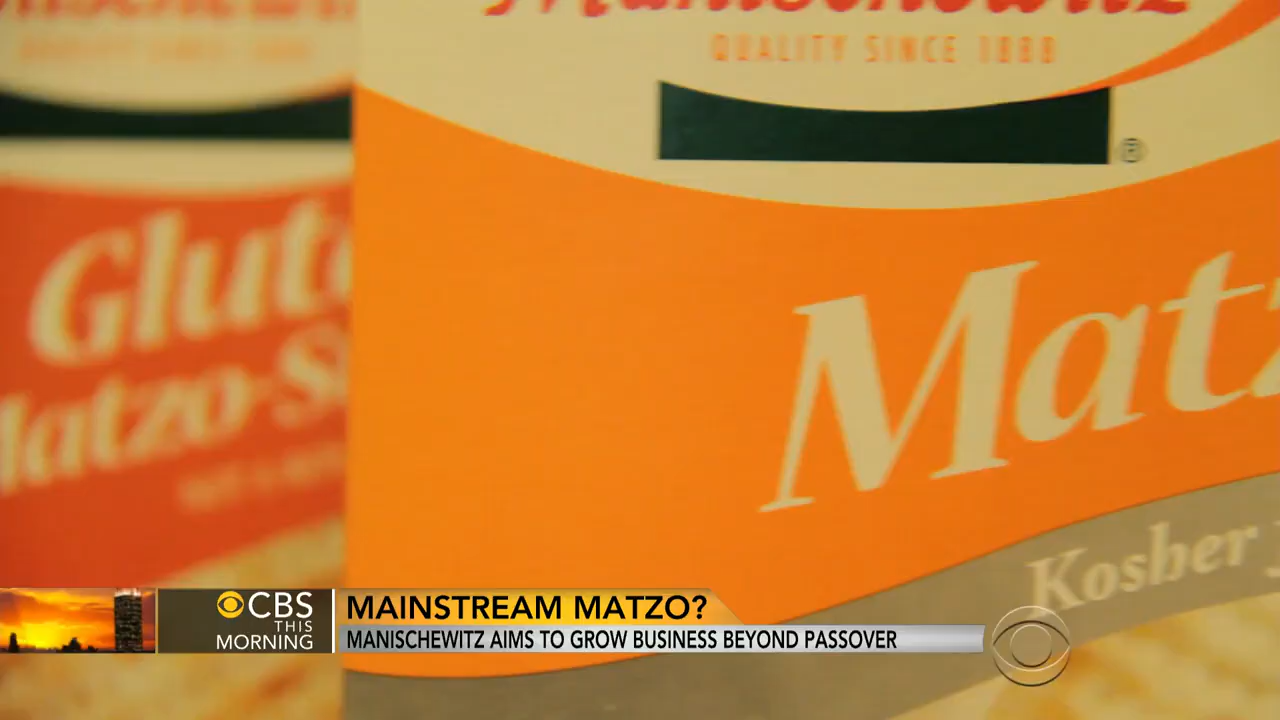 Manischewitz
QUALITY SINCE 1888
®
Matz
Kosher
Glut
Matzo-S
CBS
THIS
MORNING
MAINSTREAM MATZO?
MANISCHEWITZ AIMS TO GROW BUSINESS BEYOND PASSOVER